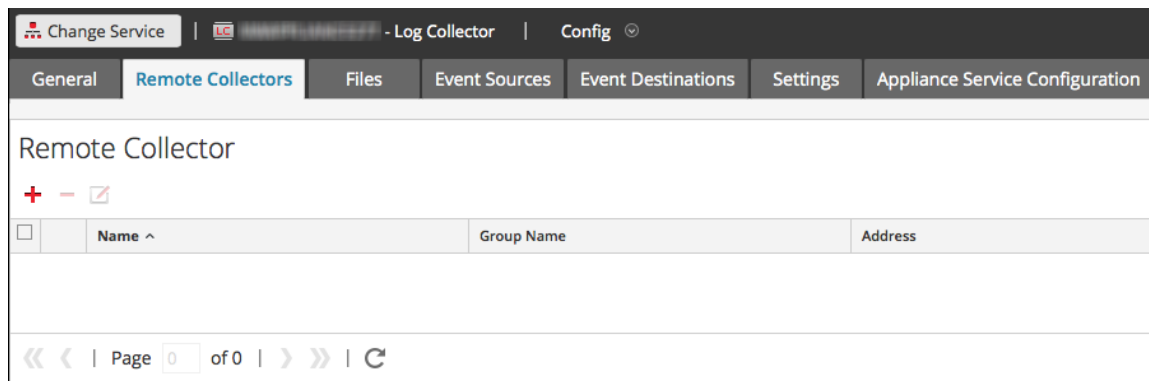 Change Service | LC - Log Collector | Config
General Remote Collectors Files Event Sources Event Destinations Settings Appliance Service Configuration
Remote Collector
Name Group Name Address
| Page 0 of 0 | |